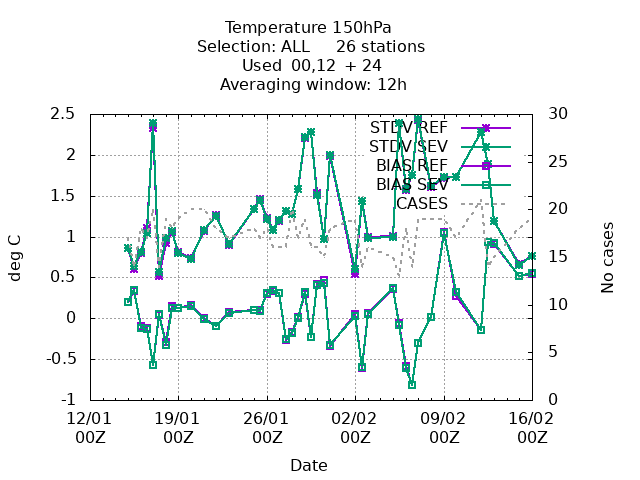 Temperature 150hPa
Selection: ALL 26 stations
Used 00,12 + 24
Averaging window: 12h
2.5
2
1.5
1
0.5
0
-0.5
-1
deg C
30
25
20
15
10
5
0
No cases
STDV REF
STDV SEV
BIAS REF
BIAS SEV
CASES
12/01 19/01 26/01 02/02 09/02 16/02
00Z 00Z 00Z 00Z 00Z 00Z
Date